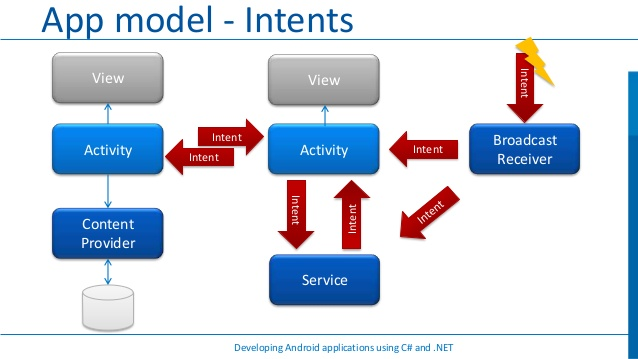 App model - Intents
View
View
Intent
Activity
Intent
Intent
Activity
Intent
Broadcast
Receiver
Content
Provider
Intent
Intent
Intent
Service
Developing Android applications using C# and .NET